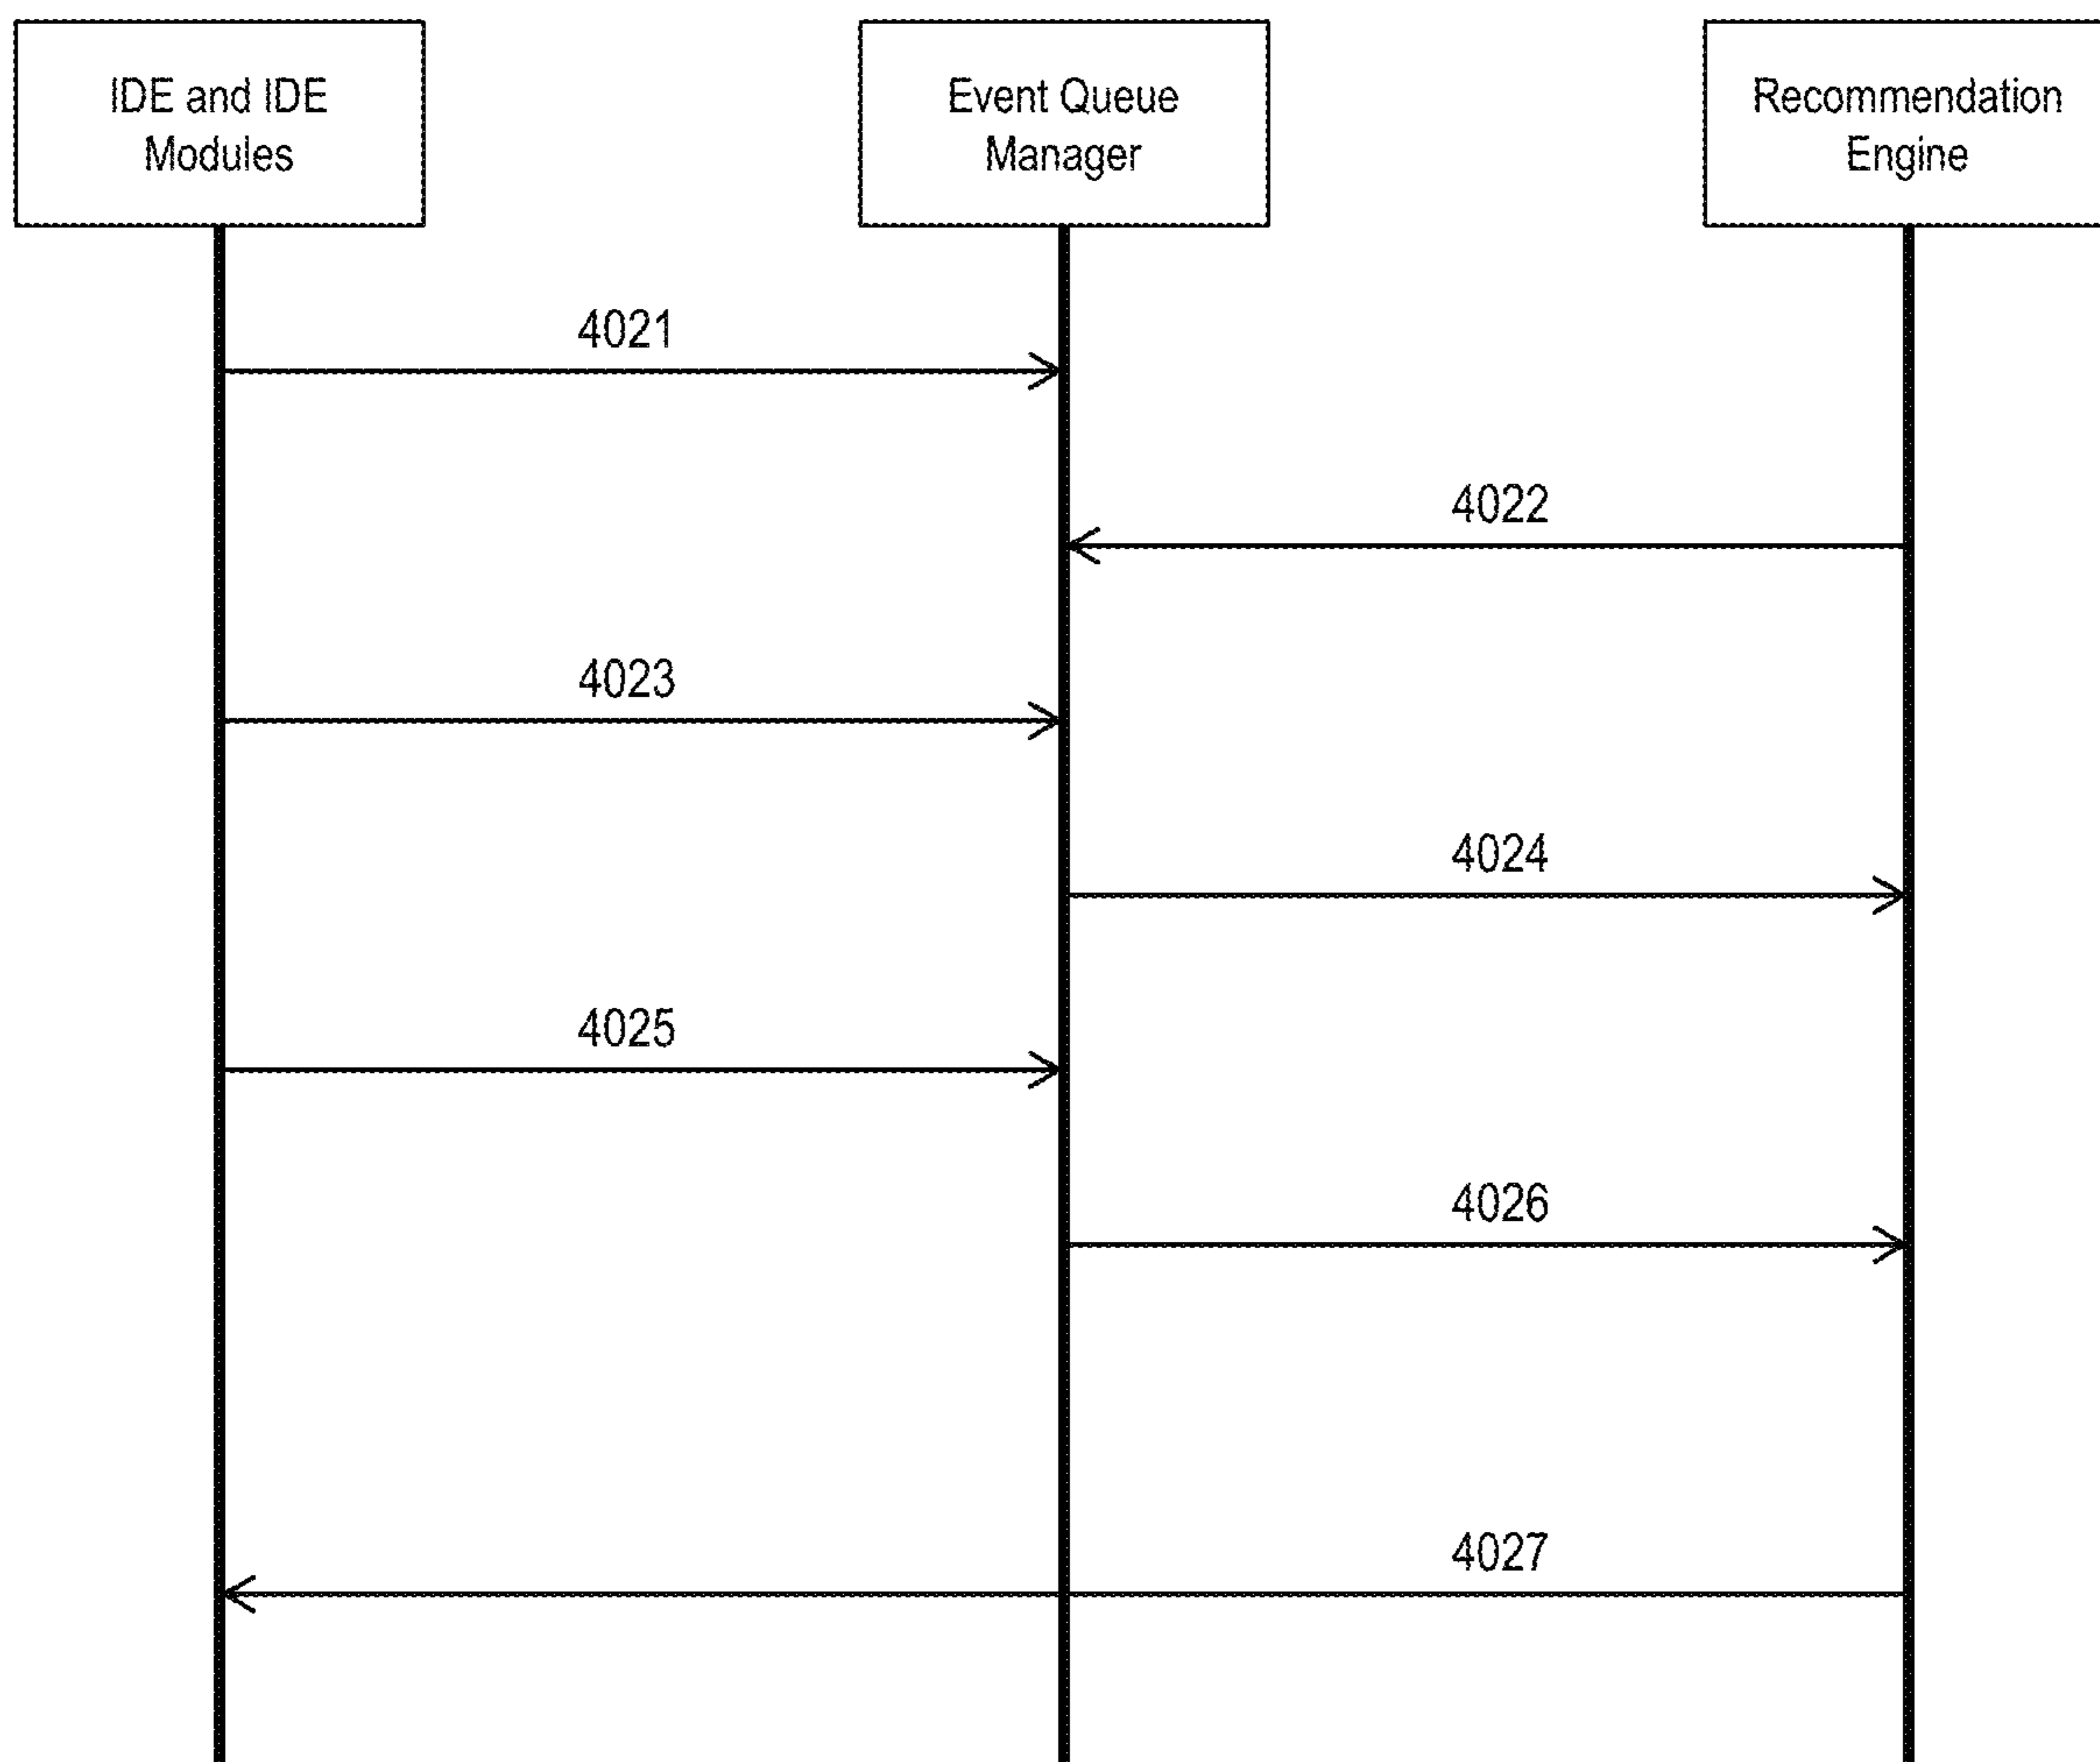 IDE and IDE
Modules
Event Queue
Manager
Recommendation
Engine
4021
4022
4023
4024
4025
4026
4027